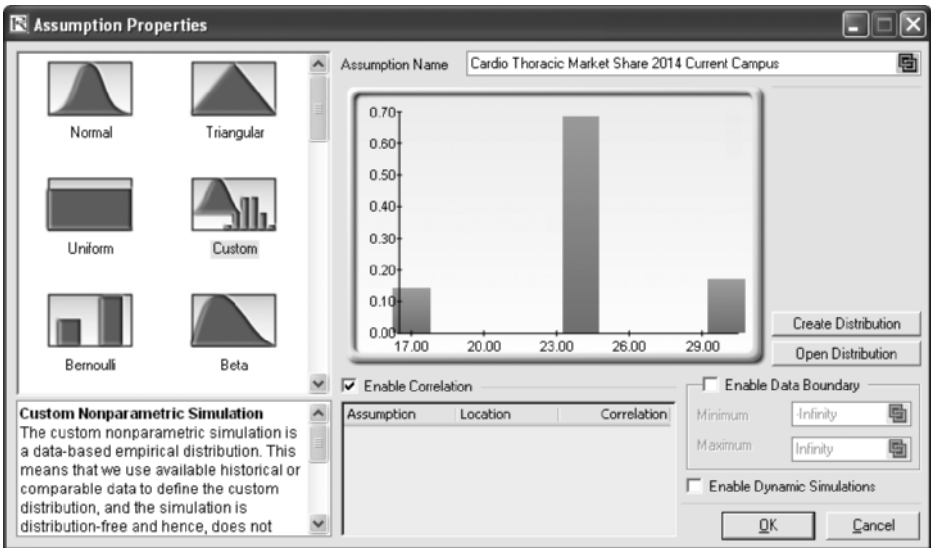 Assumption Properties
Normal Triangular
Uniform Custom
Bernoulli Beta
Custom Nonparametric Simulation
The custom nonparametric simulation is
a data-based empirical distribution. This
means that we use available historical or
comparable data to define the custom
distribution, and the simulation is
distribution-free and hence, does not
Assumption Name Cardio Thoracic Market Share 2014 Current Campus
0.70
0.60
0.50
0.40
0.30
0.20
0.10
0.00
17.00 20.00 23.00 26.00 29.00
Create Distribution
Open Distribution
Enable Correlation
Assumption Location Correlation
Enable Data Boundary
Minimum -Infinity
Maximum Infinity
Enable Dynamic Simulations
OK Cancel